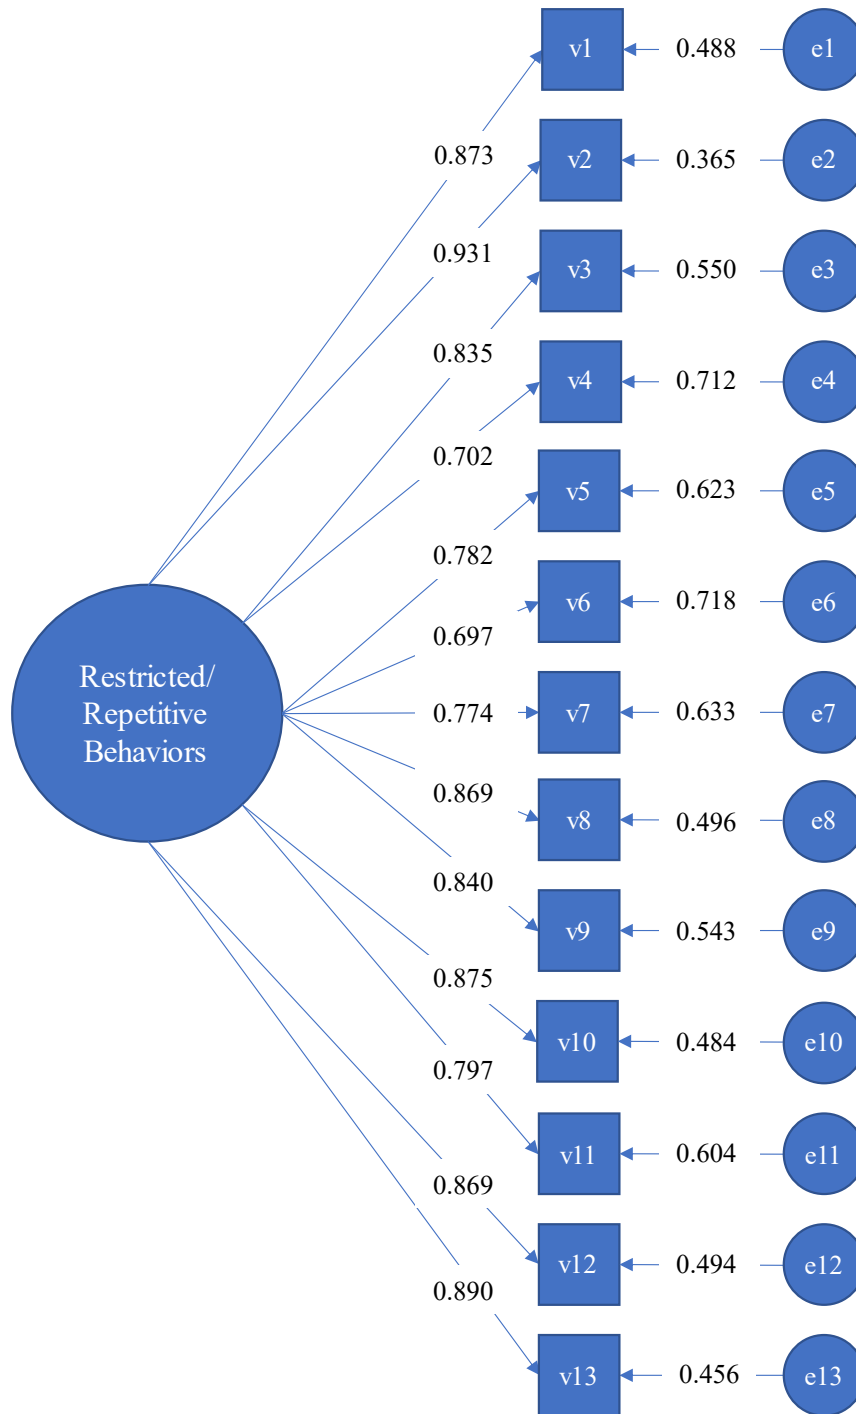 v1 0.488 e1
0.873
v2 0.365 e2
0.931
v3 0.550 e3
0.835
v4 0.712 e4
0.702
v5 0.623 e5
0.782
v6 0.718 e6
0.697
Restricted/
Repetitive
Behaviors
0.774
v7 0.633 e7
0.869
v8 0.496 e8
0.840
v9 0.543 e9
0.875
v10 0.484 e10
0.797
v11 0.604 e11
0.869
v12 0.494 e12
0.890
v13 0.456 e13